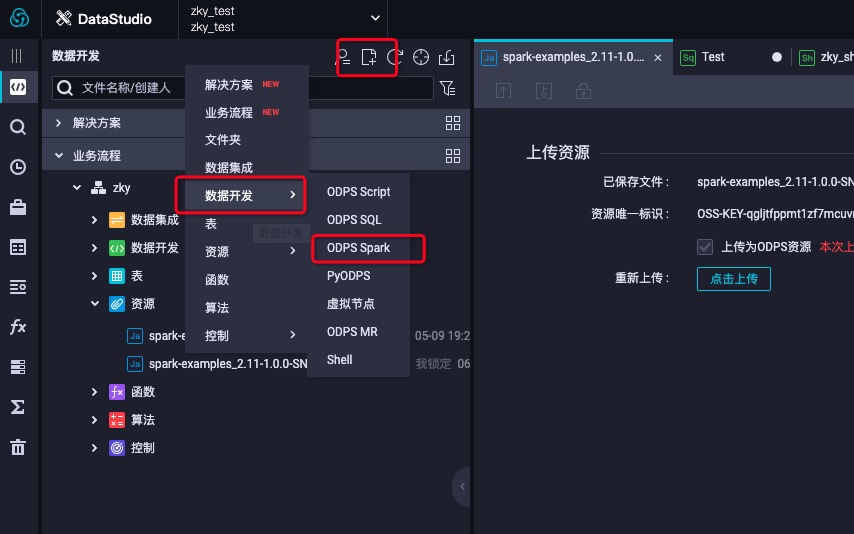 DataStudio
zky_test
zky_test
数据开发
文件名称/创建人
解决方案
业务流程
zky
数据集成
数据开发
表
资源
Ja spark-e
05-09 19:2
Ja spark-examples_2.11-1.0.0-SN
我锁定 06
函数
算法
控制
解决方案 NEW
业务流程 NEW
文件夹
数据集成
数据开发
表
数据开发
资源
函数
算法
控制
ODPS Script
ODPS SQL
ODPS Spark
PyODPS
虚拟节点
ODPS MR
Shell
Ja spark-examples_2.11-1.0....
Sq Test
Sh zky_sh
上传资源
已保存文件： spark-examples_2.11-1.0.0-SN
资源唯一标识： OSS-KEY-qgljtfppmt1zf7mcuvr
上传为ODPS资源 本次上
重新上传： 点击上传